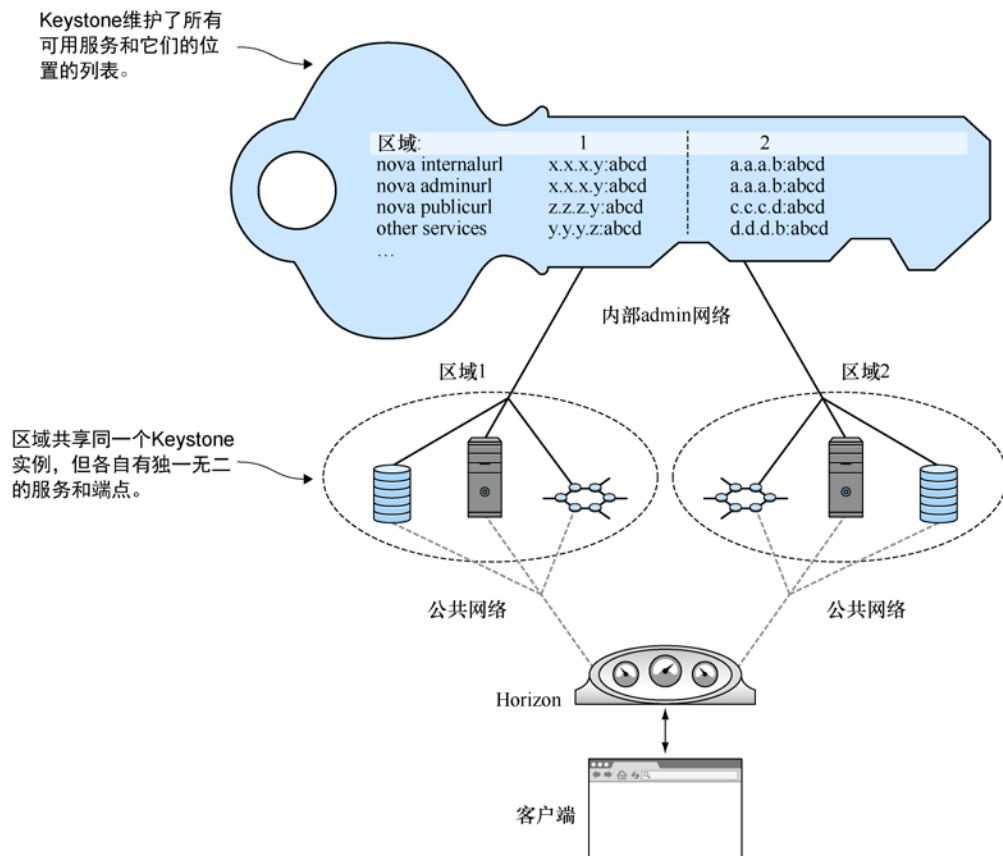 Keystone维护了所有
可用服务和它们的位
置的列表。
区域: 1 2
nova internalurl x.x.x.y:abcd a.a.a.b:abcd
nova adminurl x.x.x.y:abcd a.a.a.b:abcd
nova publicurl z.z.z.y:abcd c.c.c.d:abcd
other services y.y.y.z:abcd d.d.d.b:abcd
…
内部admin网络
区域1
区域2
区域共享同一个Keystone
实例，但各自有独一无二
的服务和端点。
公共网络
公共网络
Horizon
客户端